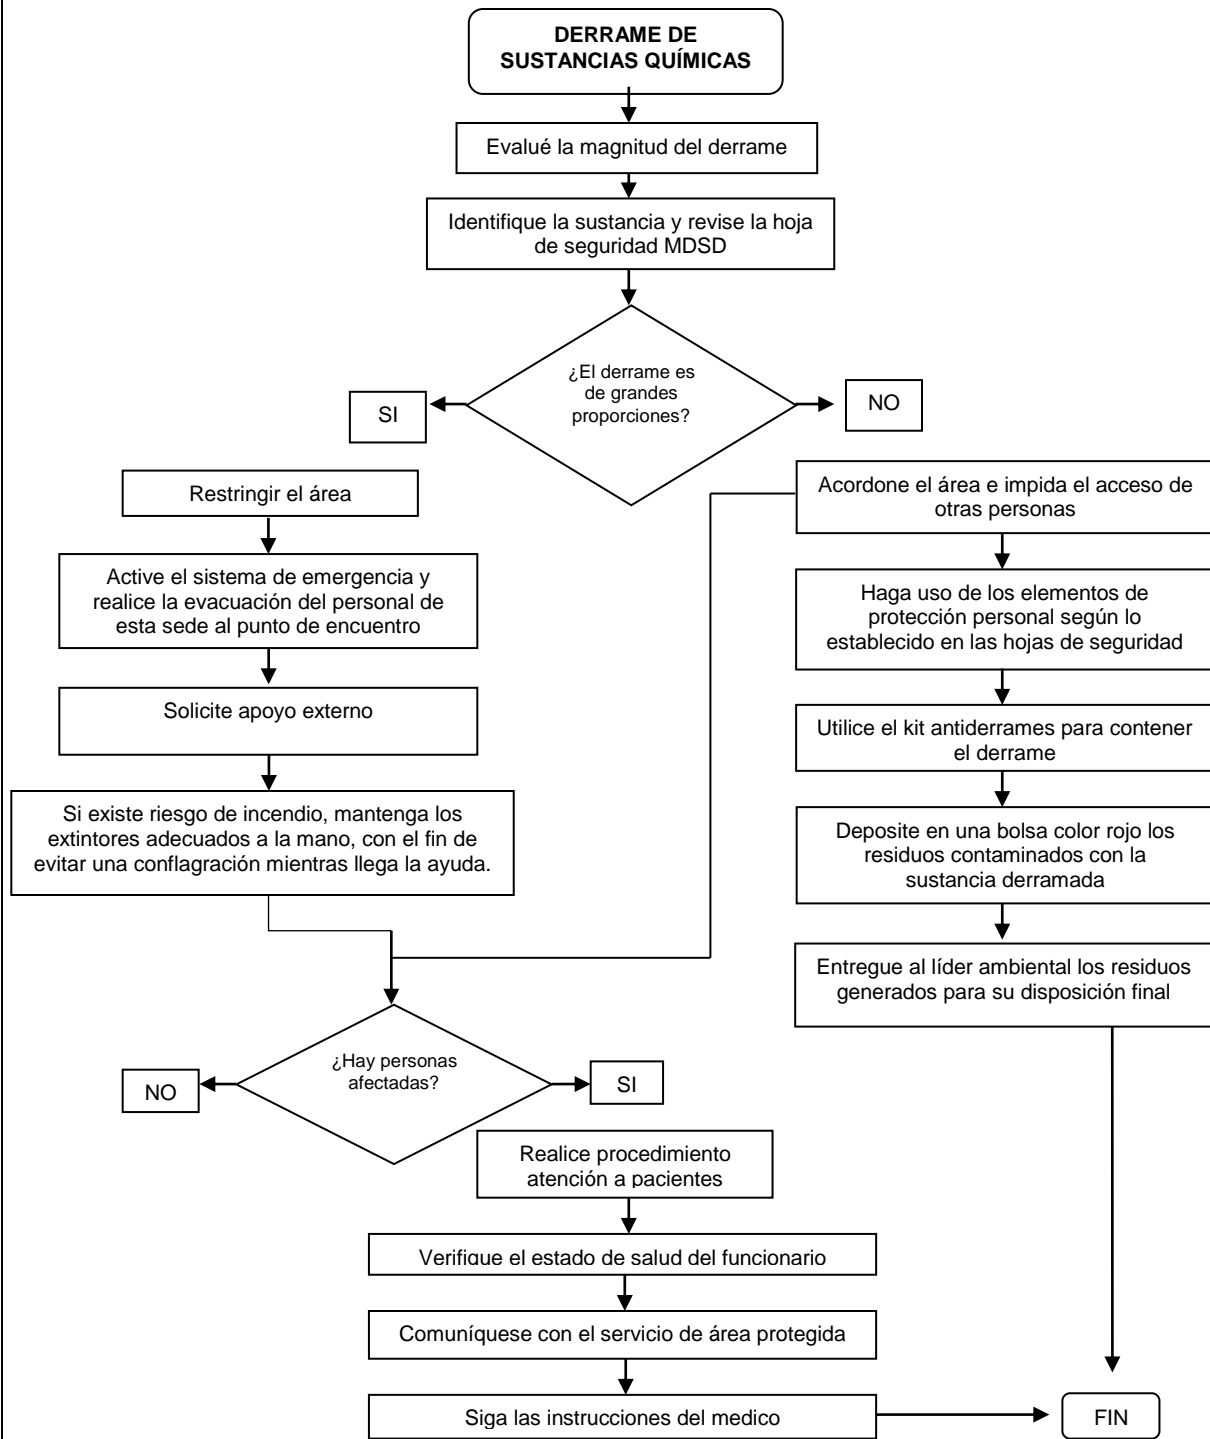 DERRAME DE
SUSTANCIAS QUÍMICAS
Evalué la magnitud del derrame
Identifique la sustancia y revise la hoja
de seguridad MDSD
¿El derrame es
de grandes
proporciones?
SI
NO
Restringir el área
Active el sistema de emergencia y
realice la evacuación del personal de
esta sede al punto de encuentro
Solicite apoyo externo
Si existe riesgo de incendio, mantenga los
extintores adecuados a la mano, con el fin de
evitar una conflagración mientras llega la ayuda.
Acordone el área e impida el acceso de
otras personas
Haga uso de los elementos de
protección personal según lo
establecido en las hojas de seguridad
Utilice el kit antiderrames para contener
el derrame
Deposite en una bolsa color rojo los
residuos contaminados con la
sustancia derramada
Entregue al líder ambiental los residuos
generados para su disposición final
¿Hay personas
afectadas?
NO
SI
Realice procedimiento
atención a pacientes
Verifique el estado de salud del funcionario
Comuníquese con el servicio de área protegida
Siga las instrucciones del medico
FIN